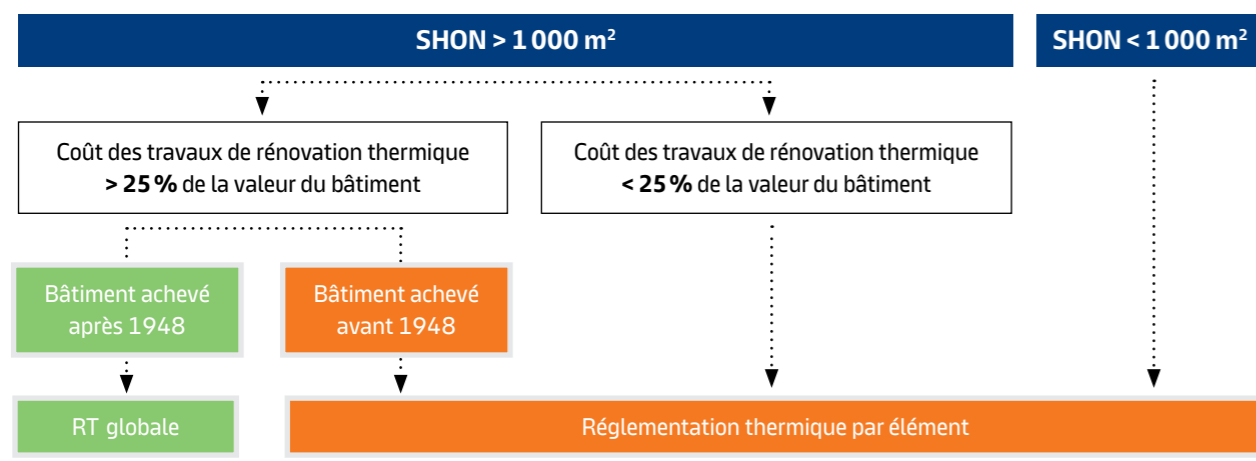 SHON > 1 000 m²
SHON < 1 000 m²
Coût des travaux de rénovation thermique
> 25 % de la valeur du bâtiment
Coût des travaux de rénovation thermique
< 25 % de la valeur du bâtiment
Bâtiment achevé
après 1948
Bâtiment achevé
avant 1948
RT globale
Réglementation thermique par élément